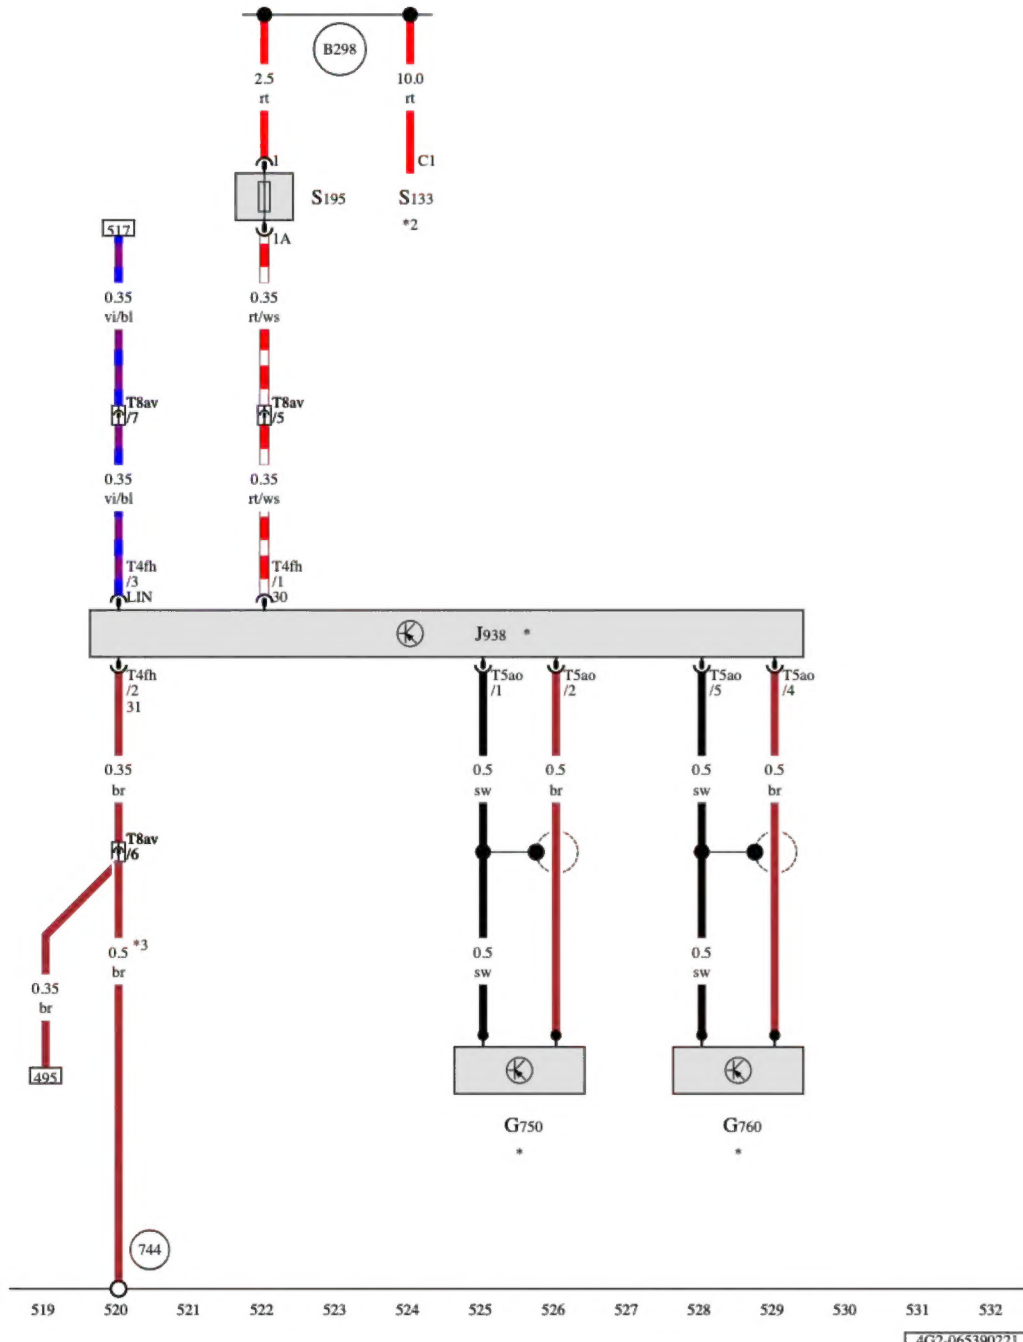 B298
2.5
rt
10.0
rt
1
C1
S195
S133
*2
1A
517
0.35
vi/bl
0.35
rt/ws
T8av
/7
T8av
/5
0.35
vi/bl
0.35
rt/ws
T4fh
/3
LIN
T4fh
/1
30
J938 *
T4fh
/2
31
T5ao
/1
T5ao
/2
T5ao
/5
T5ao
/4
0.35
br
0.5
sw
0.5
br
0.5
sw
0.5
br
T8av
/6
*3
0.5
br
0.5
sw
0.5
sw
0.35
br
495
G750
*
G760
*
744
519 520 521 522 523 524 525 526 527 528 529 530 531 532
4G2-065390221